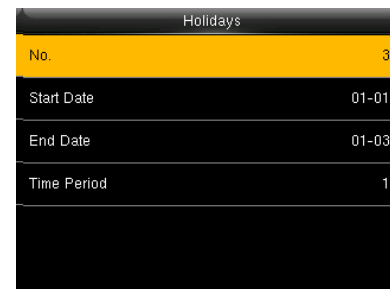 Holidays
No. 3
Start Date 01-01
End Date 01-03
Time Period 1